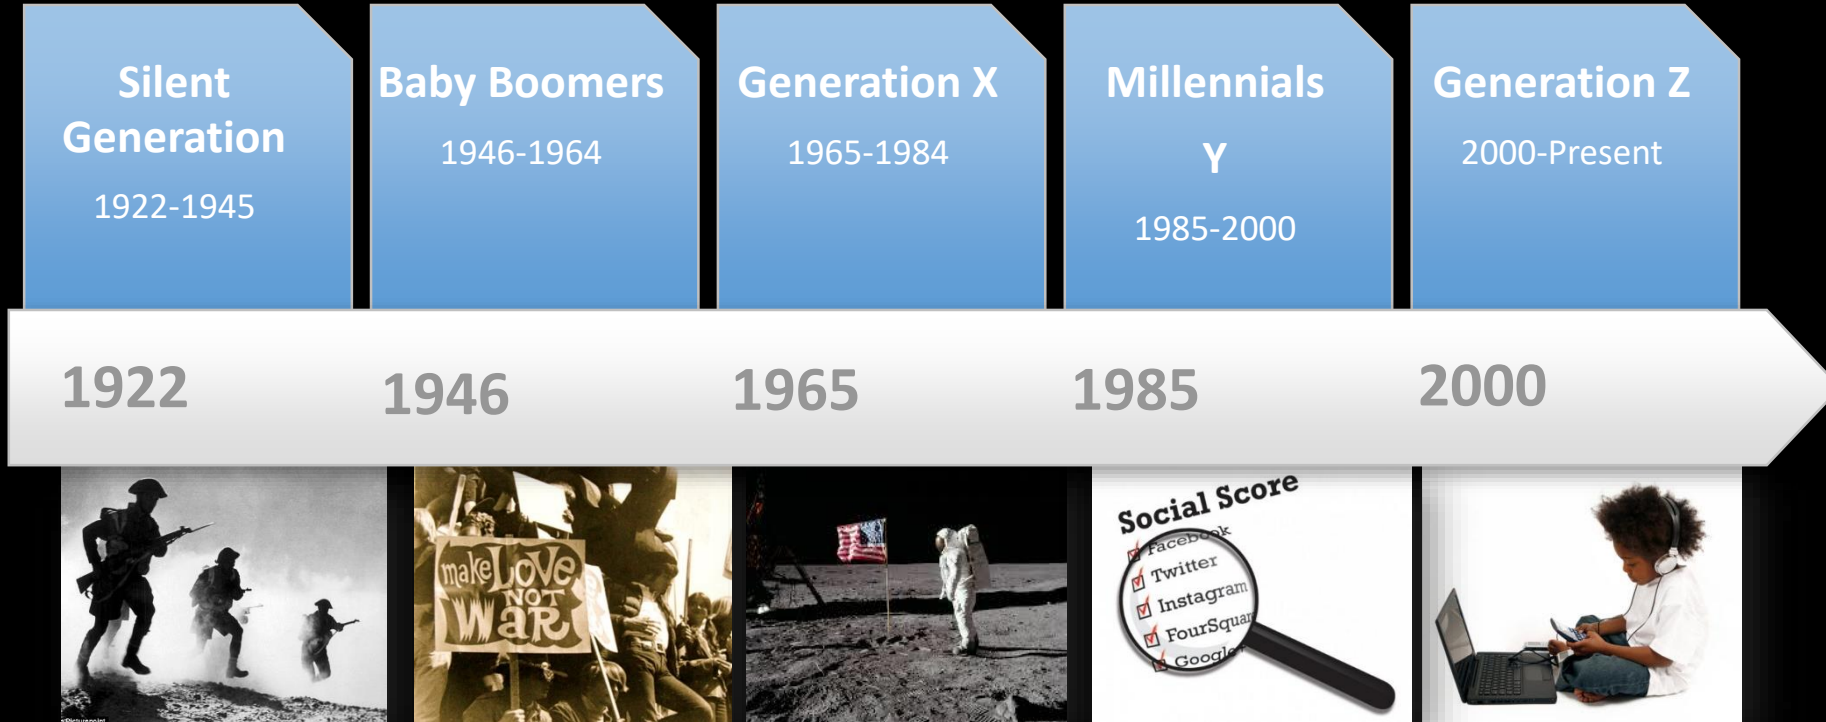 Silent
Generation
1922-1945
Baby Boomers
1946-1964
Generation X
1965-1984
Millennials
Y
1985-2000
Generation Z
2000-Present
1922
1946
1965
1985
2000
make LOVE
NOT
WAR
Social Score
Facebook
Twitter
Instagram
FourSquar
Google+